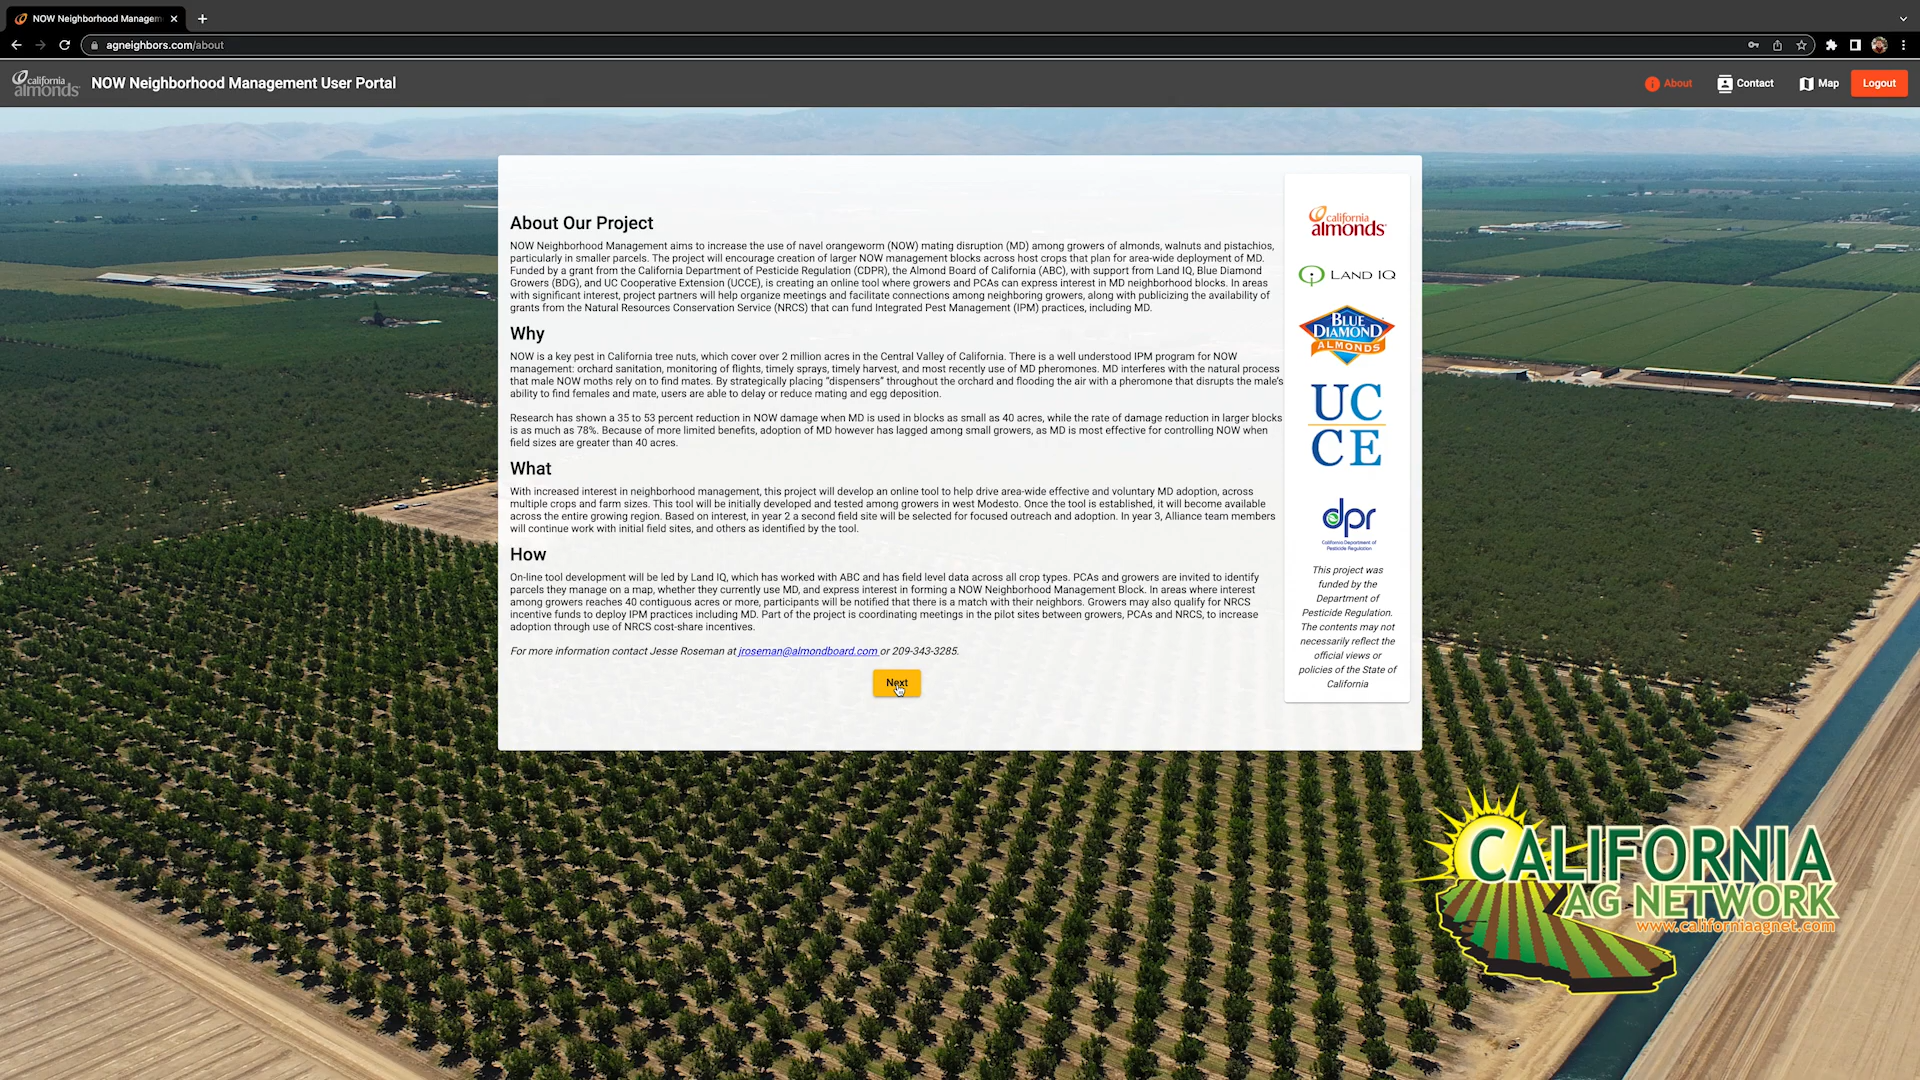 NOW Neighborhood Managem
agneighbors.com/about
california
almonds
NOW Neighborhood Management User Portal
About
Contact
Map
Logout
About Our Project
NOW Neighborhood Management aims to increase the use of navel orangeworm (NOW) mating disruption (MD) among growers of almonds, walnuts and pistachios,
particularly in smaller parcels. The project will encourage creation of larger NOW management blocks across host crops that plan for area-wide deployment of MD.
Funded by a grant from the California Department of Pesticide Regulation (CDPR), the Almond Board of California (ABC), with support from Land IQ, Blue Diamond
Growers (BDG), and UC Cooperative Extension (UCCE), is creating an online tool where growers and PCAs can express interest in MD neighborhood blocks. In areas
with significant interest, project partners will help organize meetings and facilitate connections among neighboring growers, along with publicizing the availability of
grants from the Natural Resources Conservation Service (NRCS) that can fund Integrated Pest Management (IPM) practices, including MD.
Why
NOW is a key pest in California tree nuts, which cover over 2 million acres in the Central Valley of California. There is a well understood IPM program for NOW
management: orchard sanitation, monitoring of flights, timely sprays, timely harvest, and most recently use of MD pheromones. MD interferes with the natural process
that male NOW moths rely on to find mates. By strategically placing "dispensers" throughout the orchard and flooding the air with a pheromone that disrupts the male's
ability to find females and mate, users are able to delay or reduce mating and egg deposition.
Research has shown a 35 to 53 percent reduction in NOW damage when MD is used in blocks as small as 40 acres, while the rate of damage reduction in larger blocks
is as much as 78%. Because of more limited benefits, adoption of MD however has lagged among small growers, as MD is most effective for controlling NOW when
field sizes are greater than 40 acres.
What
With increased interest in neighborhood management, this project will develop an online tool to help drive area-wide effective and voluntary MD adoption, across
multiple crops and farm sizes. This tool will be initially developed and tested among growers in west Modesto. Once the tool is established, it will become available
across the entire growing region. Based on interest, in year 2 a second field site will be selected for focused outreach and adoption. In year 3, Alliance team members
will continue work with initial field sites, and others as identified by the tool.
How
On-line tool development will be led by Land IQ, which has worked with ABC and has field level data across all crop types. PCAs and growers are invited to identify
parcels they manage on a map, whether they currently use MD, and express interest in forming a NOW Neighborhood Management Block. In areas where interest
among growers reaches 40 contiguous acres or more, participants will be notified that there is a match with their neighbors. Growers may also qualify for NRCS
incentive funds to deploy IPM practices including MD. Part of the project is coordinating meetings in the pilot sites between growers, PCAs and NRCS, to increase
adoption through use of NRCS cost-share incentives.
For more information contact Jesse Roseman at jroseman@almondboard.com or 209-343-3285.
Next
california
almonds
LAND IQ
BLUE
DIAMOND
ALMONDS
UC
CE
dpr
California Department of
Pesticide Regulation
This project was
funded by the
Department of
Pesticide Regulation.
The contents may not
necessarily reflect the
official views or
policies of the State of
California
CALIFORNIA
AG NETWORK
www.californiaagnet.com